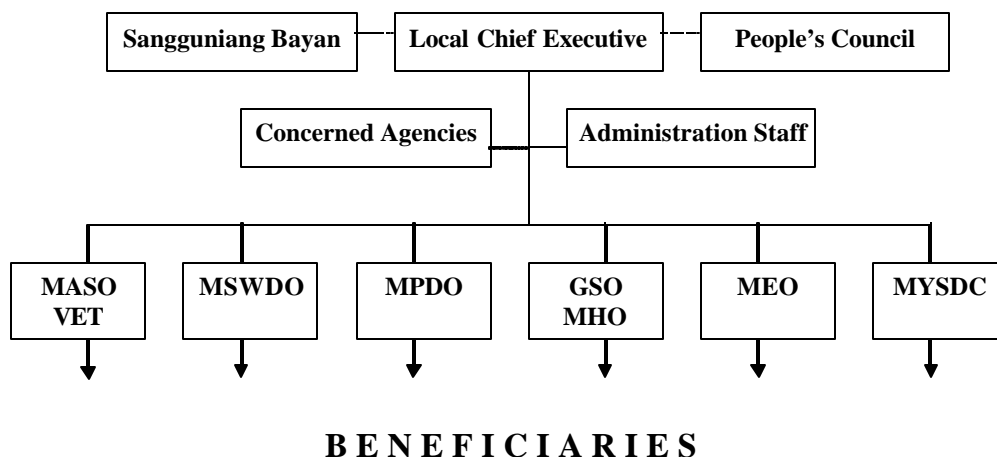 Sangguniang Bayan
Local Chief Executive
People's Council
Concerned Agencies
Administration Staff
MASO
VET
MSWDO
MPDO
GSO
MHO
MEO
MYSDC
BENEFICIARIES